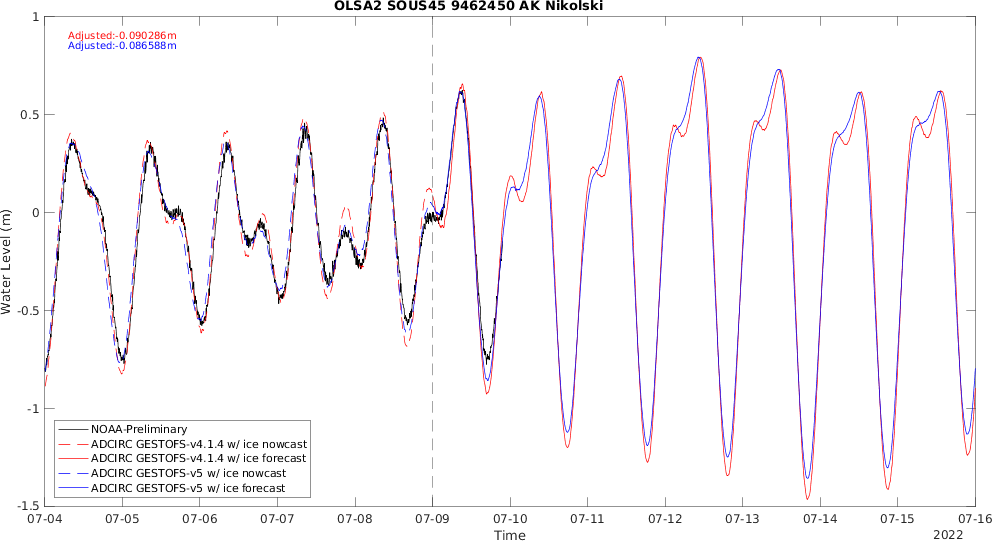 OLSA2 SOUS45 9462450 AK Nikolski
Adjusted:-0.090286m
Adjusted:-0.086588m
1
0.5
0
-0.5
-1
-1.5
Water Level (m)
NOAA-Preliminary
ADCIRC GESTOFS-v4.1.4 w/ ice nowcast
ADCIRC GESTOFS-v4.1.4 w/ ice forecast
ADCIRC GESTOFS-v5 w/ ice nowcast
ADCIRC GESTOFS-v5 w/ ice forecast
07-04 07-05 07-06 07-07 07-08 07-09 07-10 07-11 07-12 07-13 07-14 07-15 07-16
Time
2022